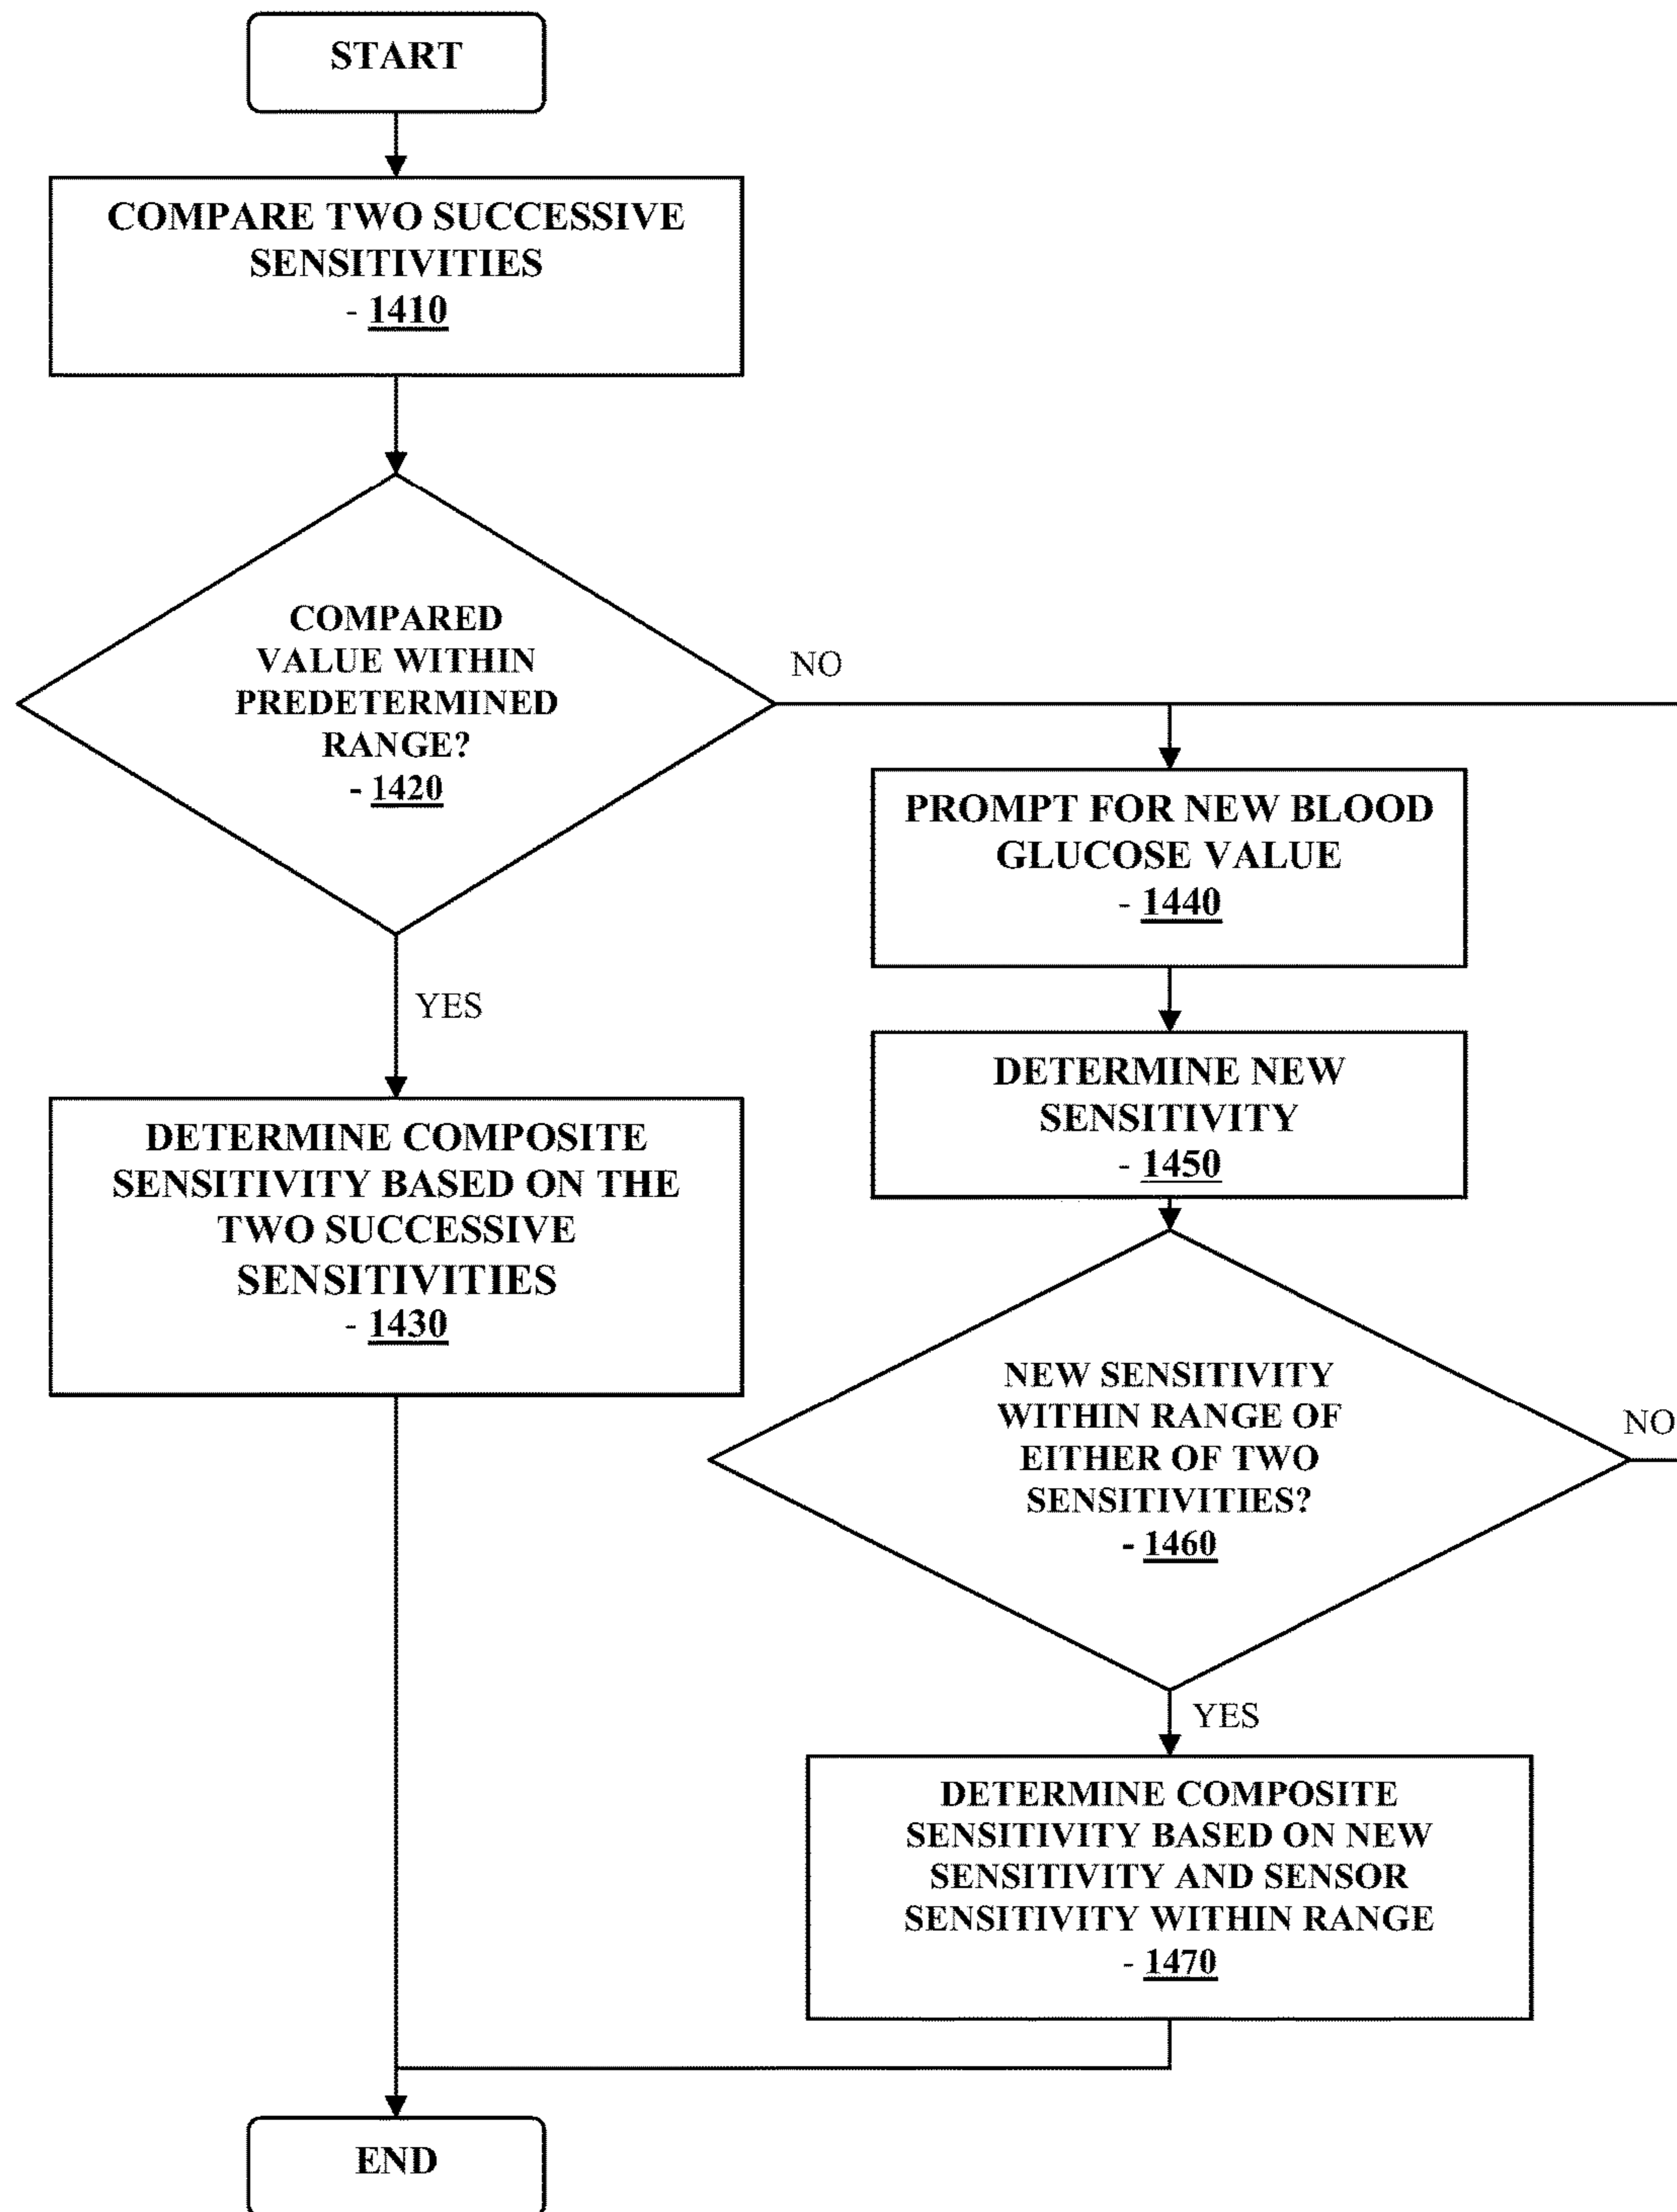 START
COMPARE TWO SUCCESSIVE
SENSITIVITIES
- 1410
COMPARED
VALUE WITHIN
PREDETERMINED
RANGE?
- 1420
NO
YES
DETERMINE COMPOSITE
SENSITIVITY BASED ON THE
TWO SUCCESSIVE
SENSITIVITIES
- 1430
PROMPT FOR NEW BLOOD
GLUCOSE VALUE
- 1440
DETERMINE NEW
SENSITIVITY
- 1450
NEW SENSITIVITY
WITHIN RANGE OF
EITHER OF TWO
SENSITIVITIES?
- 1460
NO
YES
DETERMINE COMPOSITE
SENSITIVITY BASED ON NEW
SENSITIVITY AND SENSOR
SENSITIVITY WITHIN RANGE
- 1470
END